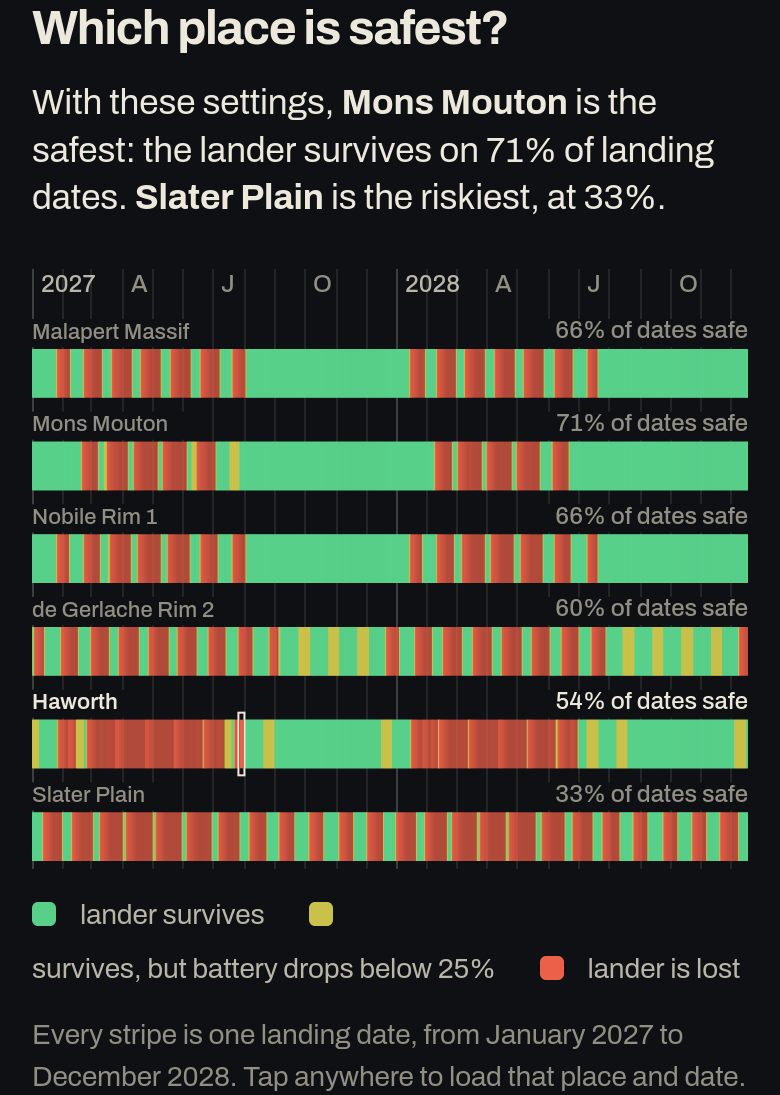 Which place is safest?
With these settings, Mons Mouton is the
safest: the lander survives on 71% of landing
dates. Slater Plain is the riskiest, at 33%.
2027 A J O 2028 A J O
Malapert Massif 66% of dates safe
Mons Mouton 71% of dates safe
Nobile Rim 1 66% of dates safe
de Gerlache Rim 2 60% of dates safe
Haworth 54% of dates safe
Slater Plain 33% of dates safe
lander survives
survives, but battery drops below 25% lander is lost
Every stripe is one landing date, from January 2027 to
December 2028. Tap anywhere to load that place and date.